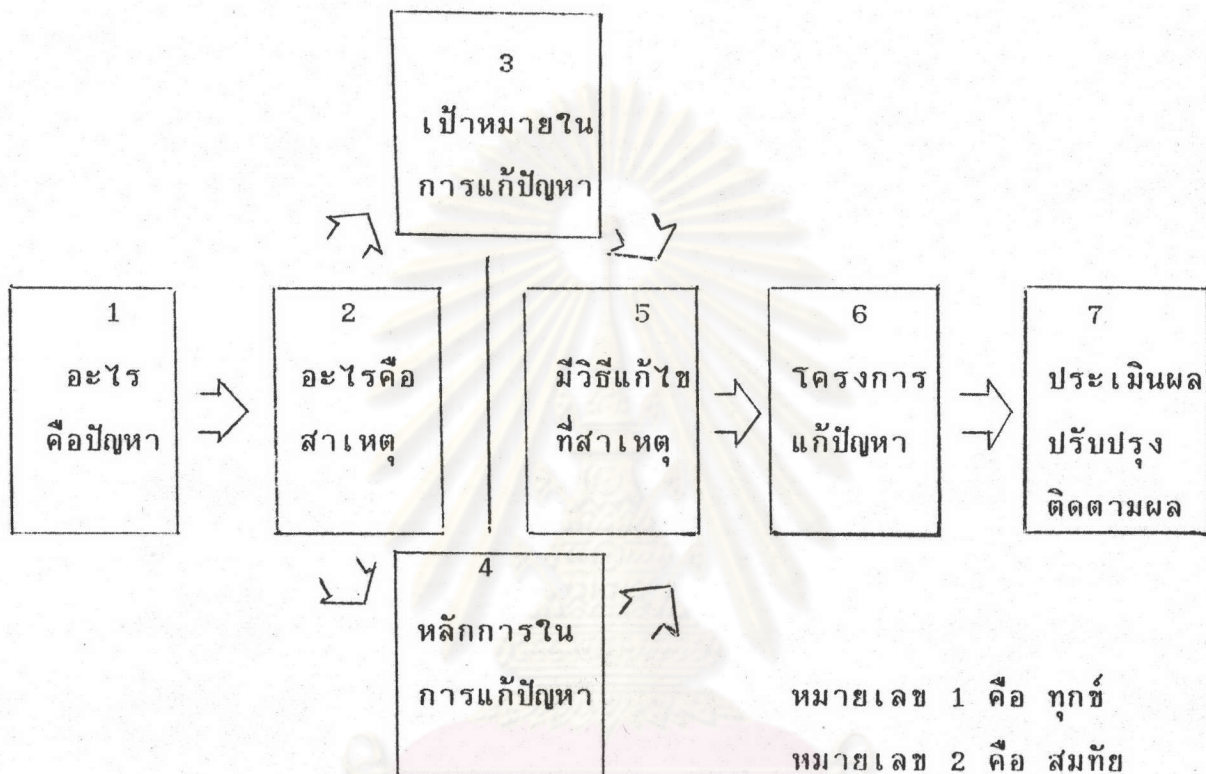 3
เป้าหมายใน
การแก้ปัญหา
1
อะไร
คือปัญหา
2
อะไรคือ
สาเหตุ
5
มีวิธีแก้ไข
ที่สาเหตุ
6
โครงการ
แก้ปัญหา
7
ประเมินผล
ปรับปรุง
ติดตามผล
4
หลักการใน
การแก้ปัญหา
หมายเลข 1 คือ ทุกข์
หมายเลข 2 คือ สมทัย